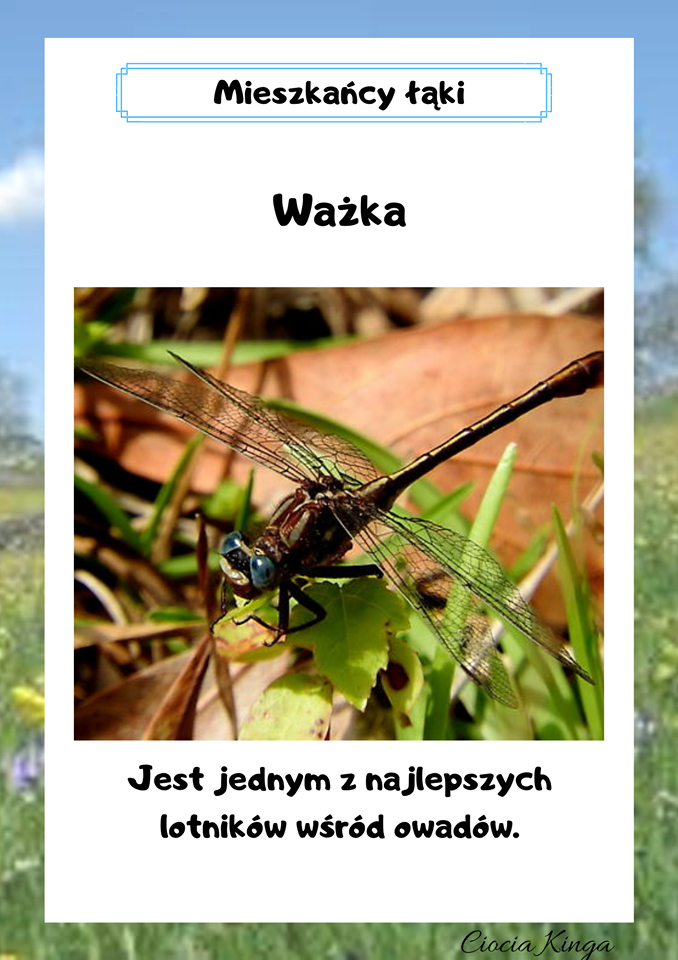 Mieszkańcy łąki
Ważka
Jest jednym z najlepszych
lotników wśród owadów.
Ciocia Kinga